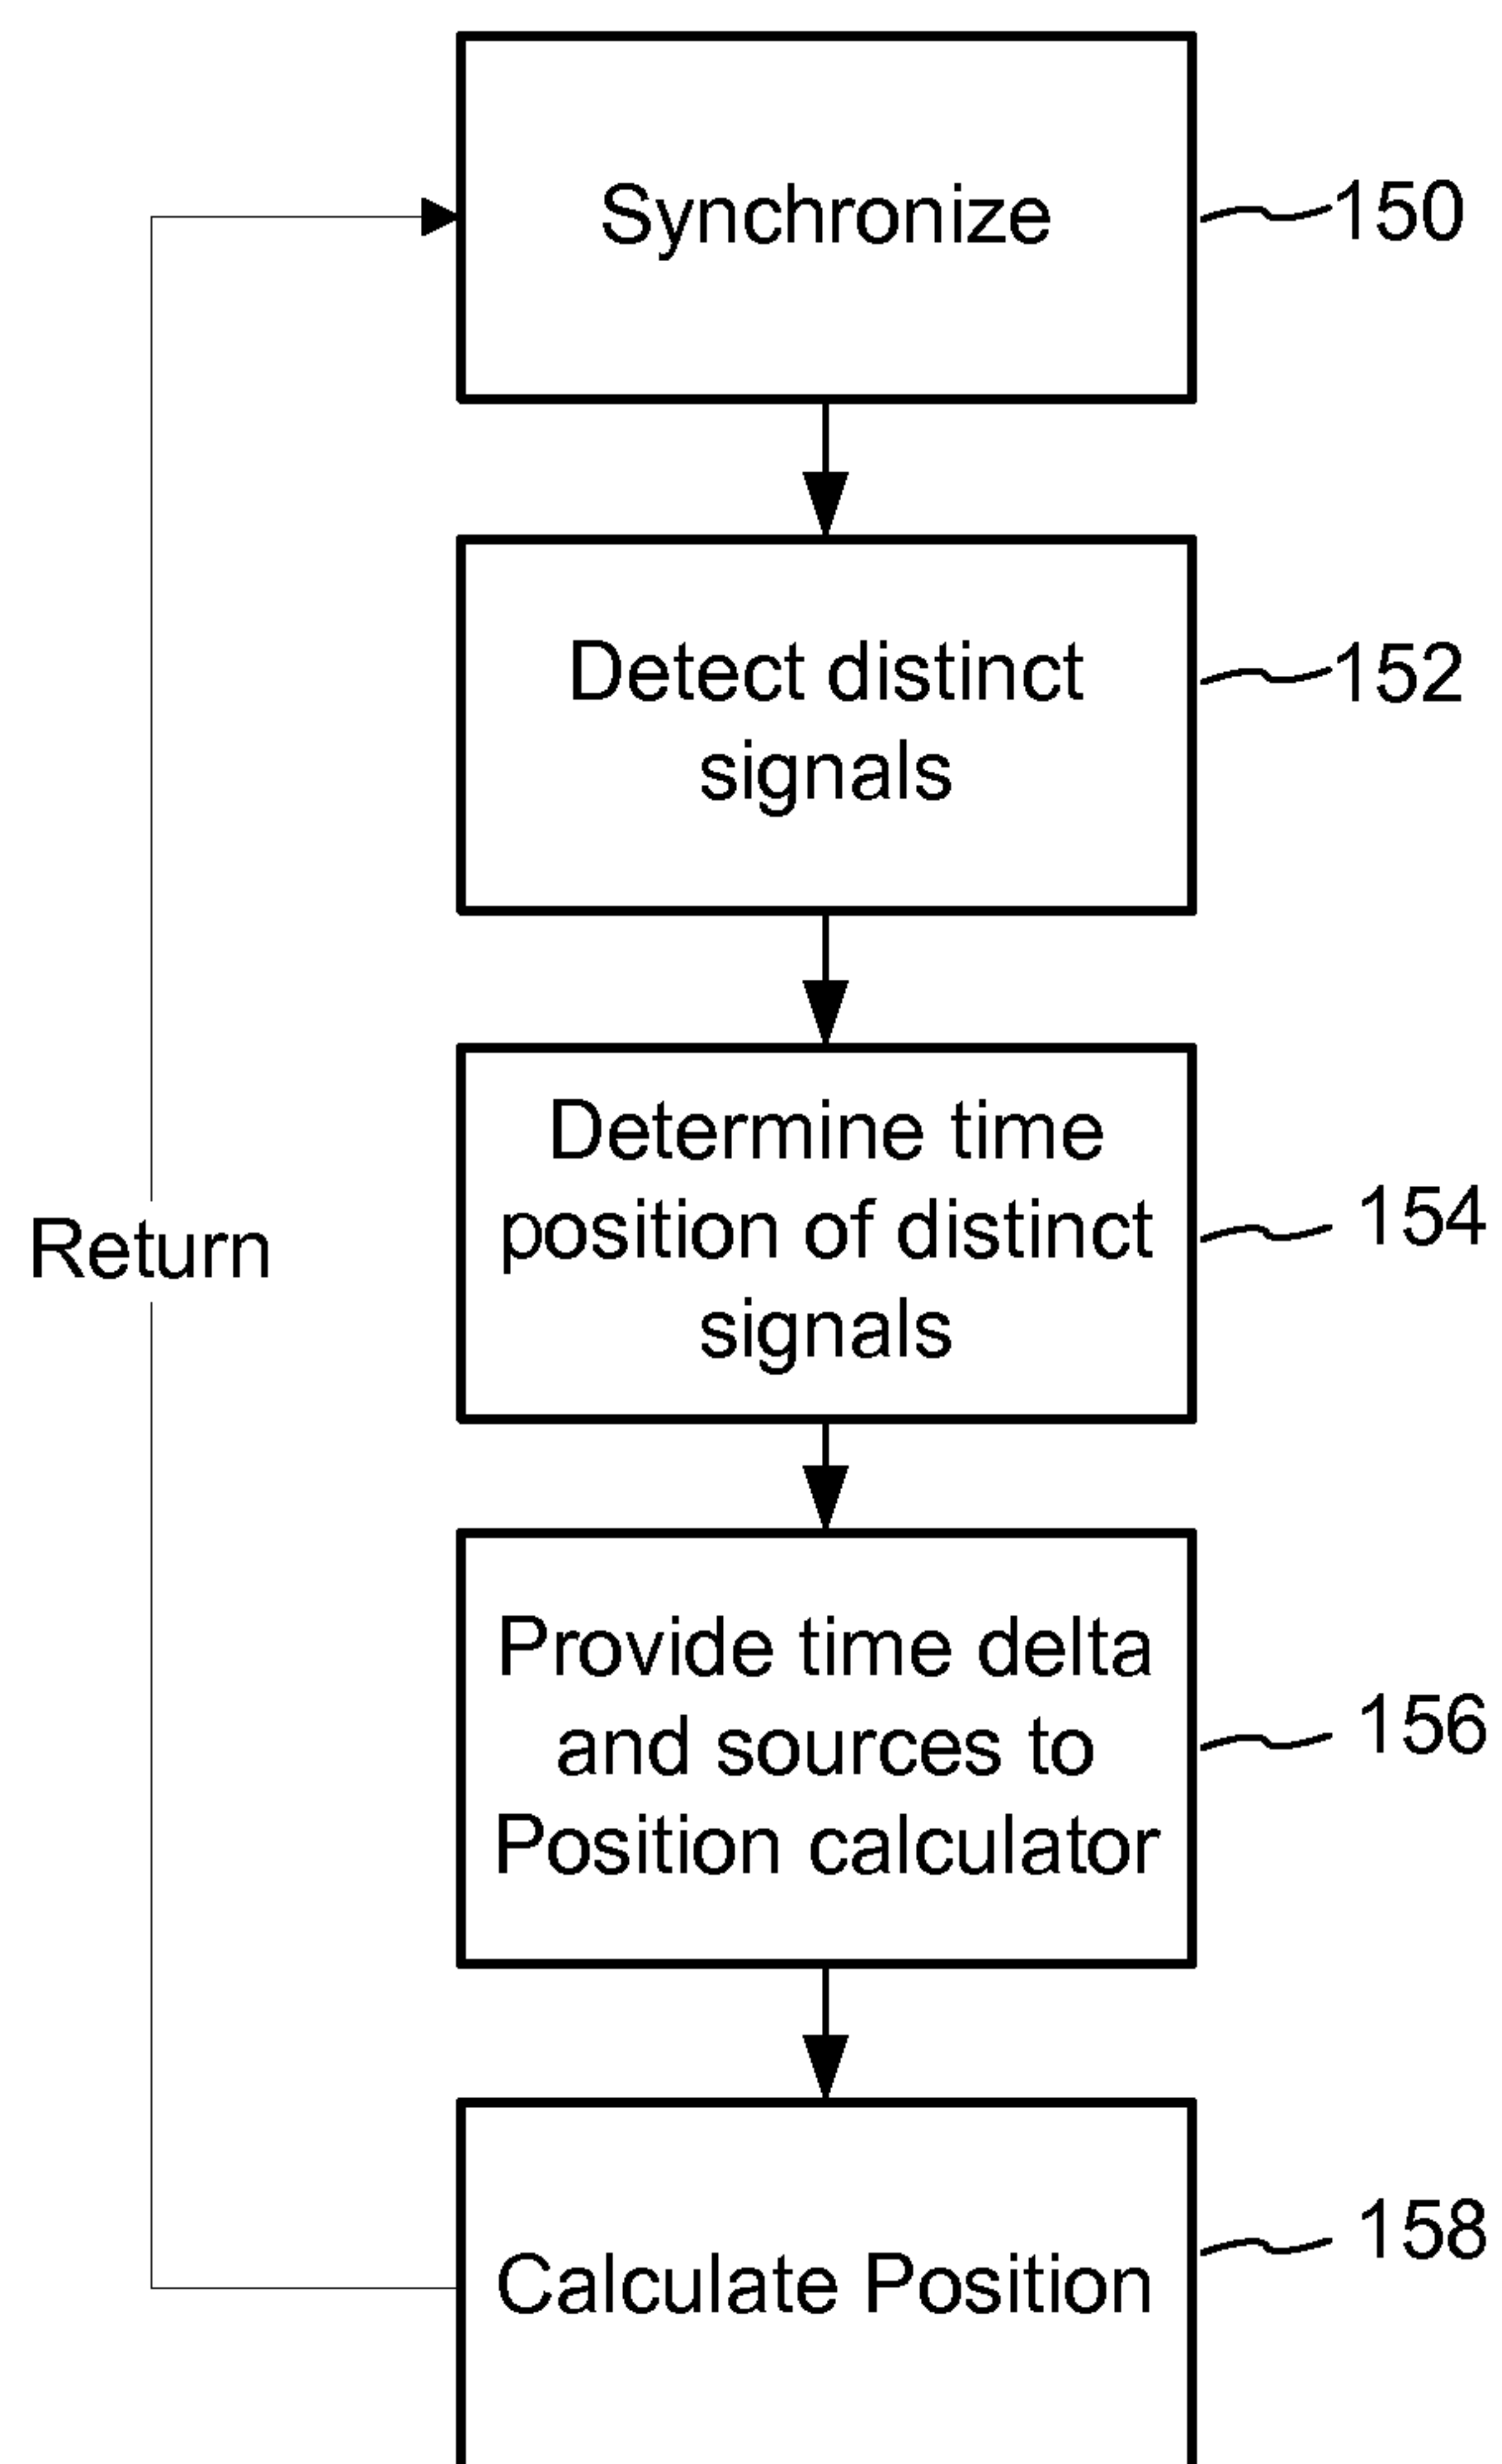 Synchronize
150
Detect distinct
signals
152
Determine time
position of distinct
signals
154
Return
Provide time delta
and sources to
Position calculator
156
Calculate Position
158